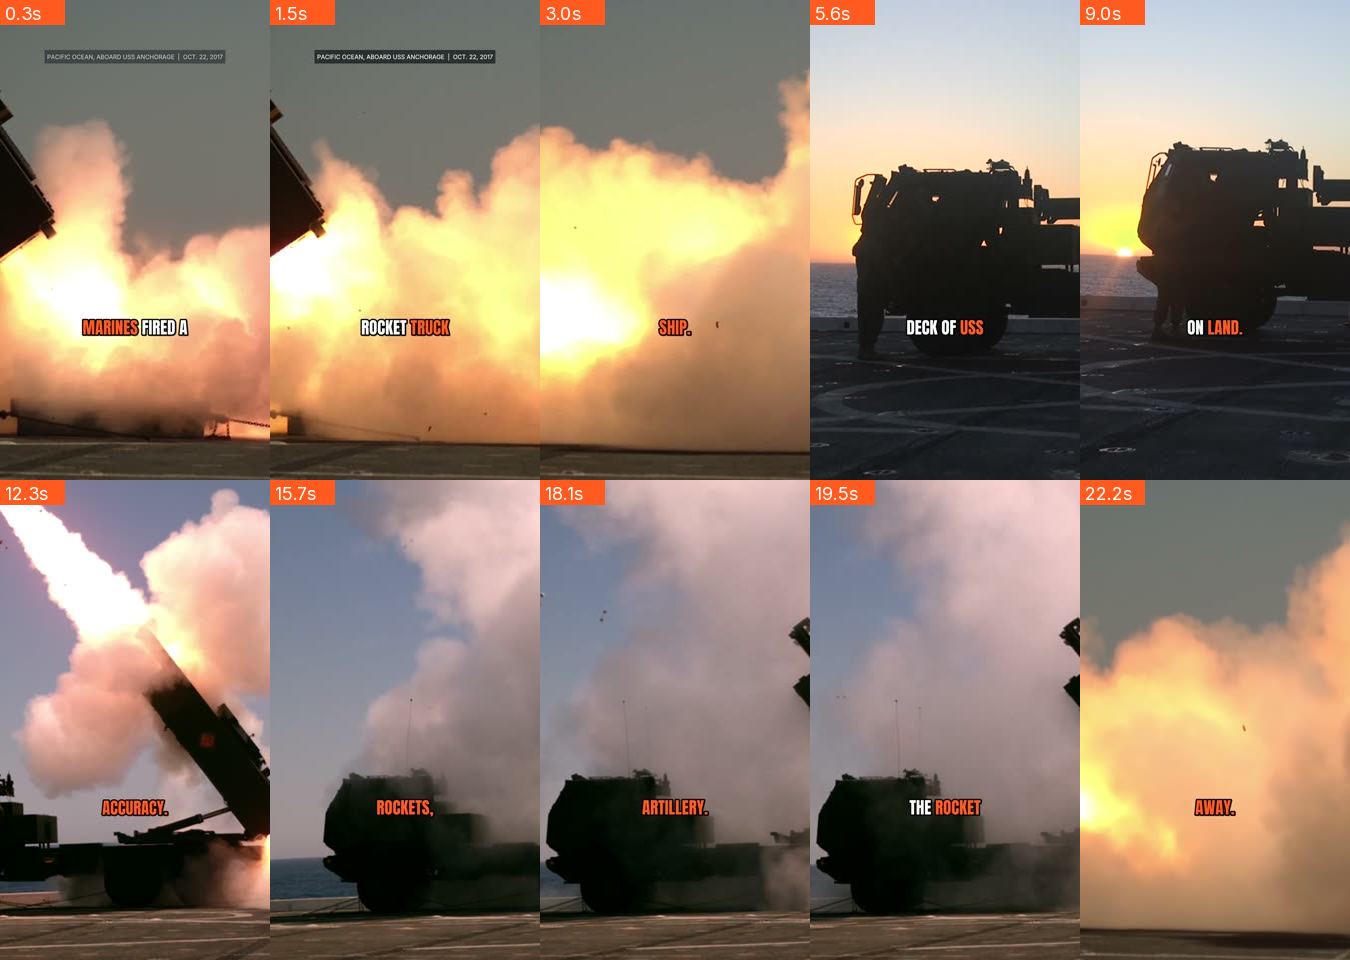 0.3s
PACIFIC OCEAN, ABOARD USS ANCHORAGE | OCT. 22, 2017
MARINES FIRED A
1.5s
PACIFIC OCEAN, ABOARD USS ANCHORAGE | OCT. 22, 2017
ROCKET TRUCK
3.0s
SHIP.
5.6s
DECK OF USS
9.0s
ON LAND.
12.3s
ACCURACY.
15.7s
ROCKETS,
18.1s
ARTILLERY.
19.5s
THE ROCKET
22.2s
AWAY.